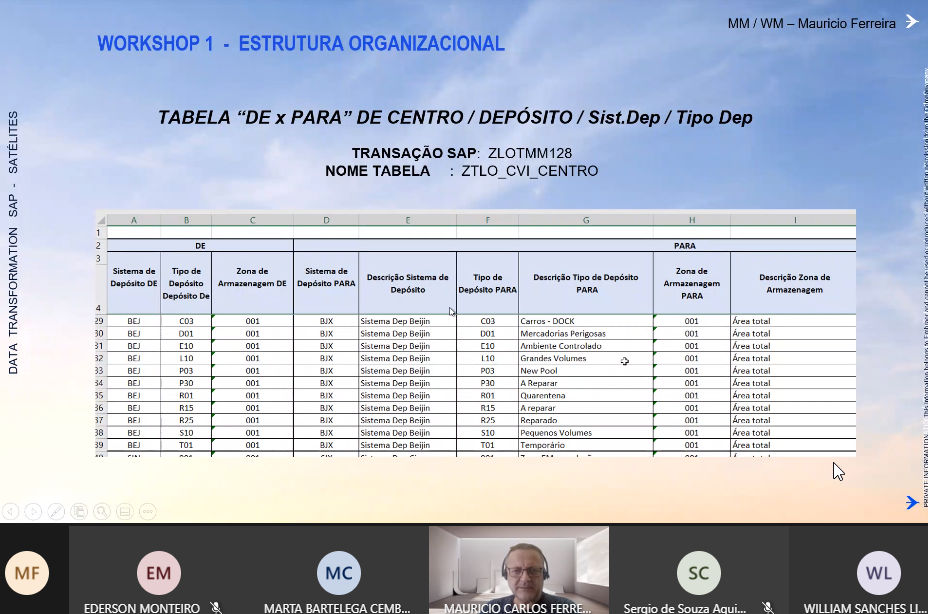 MM / WM – Mauricio Ferreira
WORKSHOP 1 - ESTRUTURA ORGANIZACIONAL
DATA TRANSFORMATION SAP - SATÉLITES
TABELA “DE x PARA” DE CENTRO / DEPÓSITO / Sist.Dep / Tipo Dep
TRANSAÇÃO SAP: ZLOTMM128
NOME TABELA : ZTLO_CVI_CENTRO
A B C D E F G H I
1
2 DE PARA
3
4 Sistema de Depósito DE Tipo de Depósito Depósito De Zona de Armazenagem DE Sistema de Depósito PARA Descrição Sistema de Depósito Tipo de Depósito PARA Descrição Tipo de Depósito PARA Zona de Armazenagem PARA Descrição Zona de Armazenagem
29 BEJ C03 001 BJX Sistema Dep Beijin C03 Carros - DOCK 001 Área total
30 BEJ D01 001 BJX Sistema Dep Beijin D01 Mercadorias Perigosas 001 Área total
31 BEJ E10 001 BJX Sistema Dep Beijin E10 Ambiente Controlado 001 Área total
32 BEJ L10 001 BJX Sistema Dep Beijin L10 Grandes Volumes 001 Área total
33 BEJ P03 001 BJX Sistema Dep Beijin P03 New Pool 001 Área total
34 BEJ P30 001 BJX Sistema Dep Beijin P30 A Reparar 001 Área total
35 BEJ R01 001 BJX Sistema Dep Beijin R01 Quarentena 001 Área total
36 BEJ R15 001 BJX Sistema Dep Beijin R15 A reparar 001 Área total
37 BEJ R25 001 BJX Sistema Dep Beijin R25 Reparado 001 Área total
38 BEJ S10 001 BJX Sistema Dep Beijin S10 Pequenos Volumes 001 Área total
39 BEJ T01 001 BJX Sistema Dep Beijin T01 Temporário 001 Área total
MF
EM
MC
SC
WL
EDERSON MONTEIRO
MARTA BARTELEGA CEMB...
MAURICIO CARLOS FERRE...
Sergio de Souza Aqui...
WILLIAM SANCHES LI...